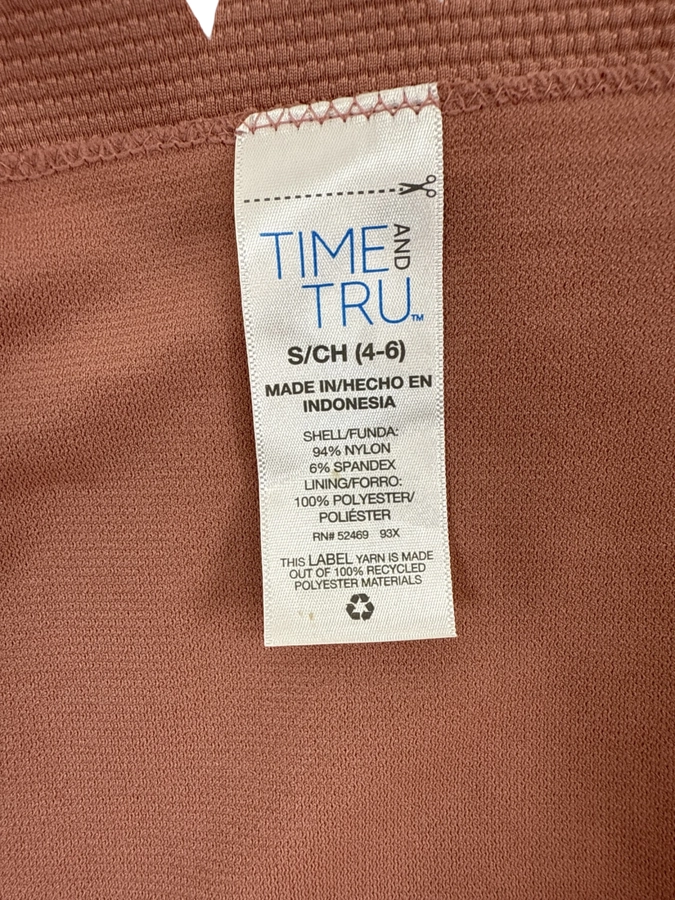 TIME AND
TRU™
S/CH (4-6)
MADE IN/HECHO EN
INDONESIA
SHELL/FUNDA:
94% NYLON
6% SPANDEX
LINING/FORRO:
100% POLYESTER/
POLIÉSTER
RN# 52469 93X
THIS LABEL YARN IS MADE
OUT OF 100% RECYCLED
POLYESTER MATERIALS